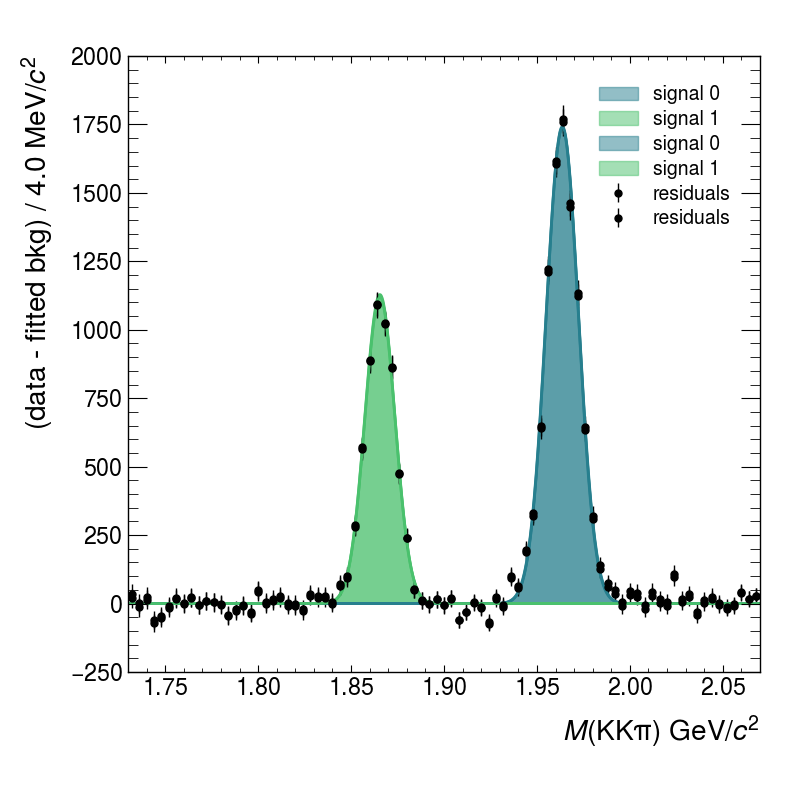 (data - fitted bkg) / 4.0 MeV/c²
2000
1750
1500
1250
1000
750
500
250
0
−250
signal 0
signal 1
signal 0
signal 1
residuals
residuals
1.75 1.80 1.85 1.90 1.95 2.00 2.05
M(KKπ) GeV/c²